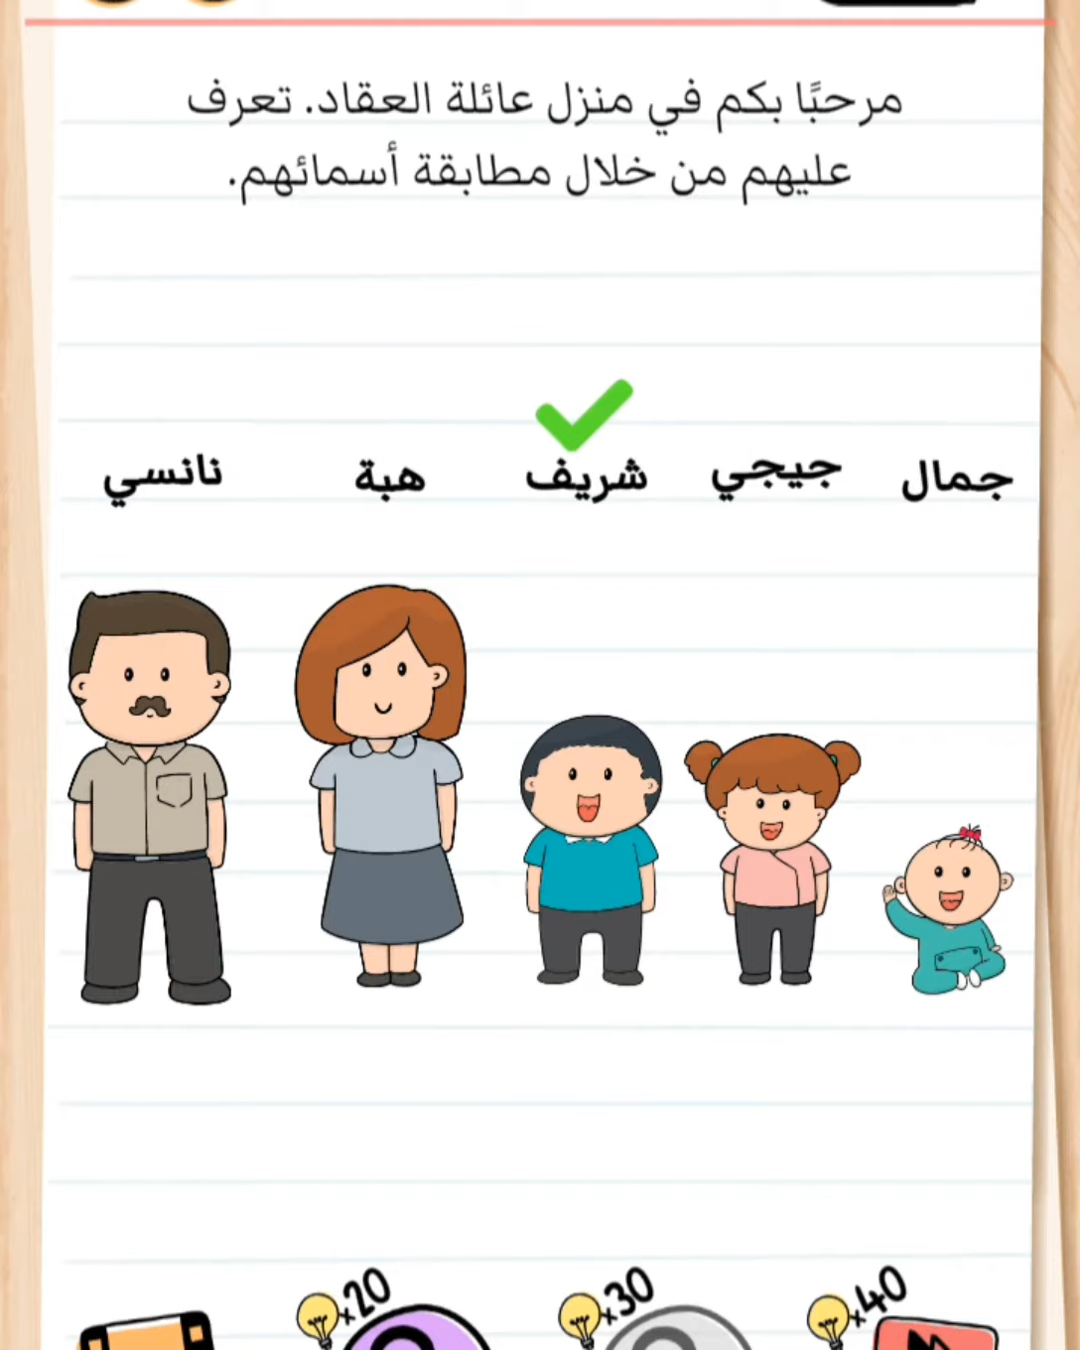 مرحبًا بكم في منزل عائلة العقاد. تعرف
عليهم من خلال مطابقة أسمائهم.
جمال جيجي شريف هبة نانسي
x20 x30 x40